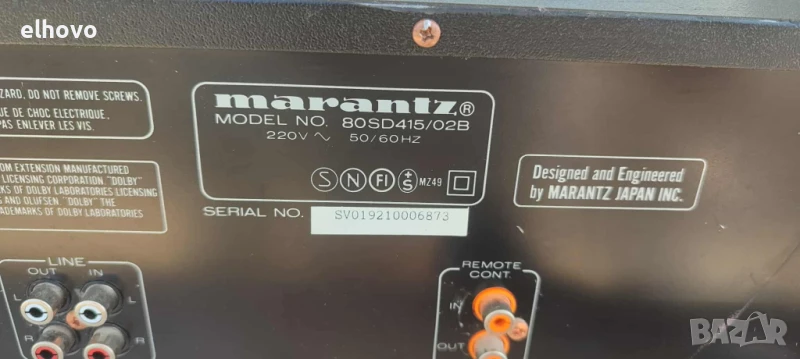 elhovo
ZARD, DO NOT REMOVE SCREWS.
UE DE CHOC ELECTRIQUE,
PAS ENLEVER LES VIS.
marantz®
MODEL NO. 80SD415/02B
220V ~ 50/60HZ
S N FI +S MZ49
SERIAL NO. SV019210006873
OM EXTENSION MANUFACTURED
LICENSING CORPORATION "DOLBY"
KS OF DOLBY LABORATORIES LICENSING
AND OLUFSEN "DOLBY" THE
ADEMARKS OF DOLBY LABORATORIES
Designed and Engineered
by MARANTZ JAPAN INC.
LINE
OUT IN
L L
R R
REMOTE
CONT.
IN
OUT
BAZAR